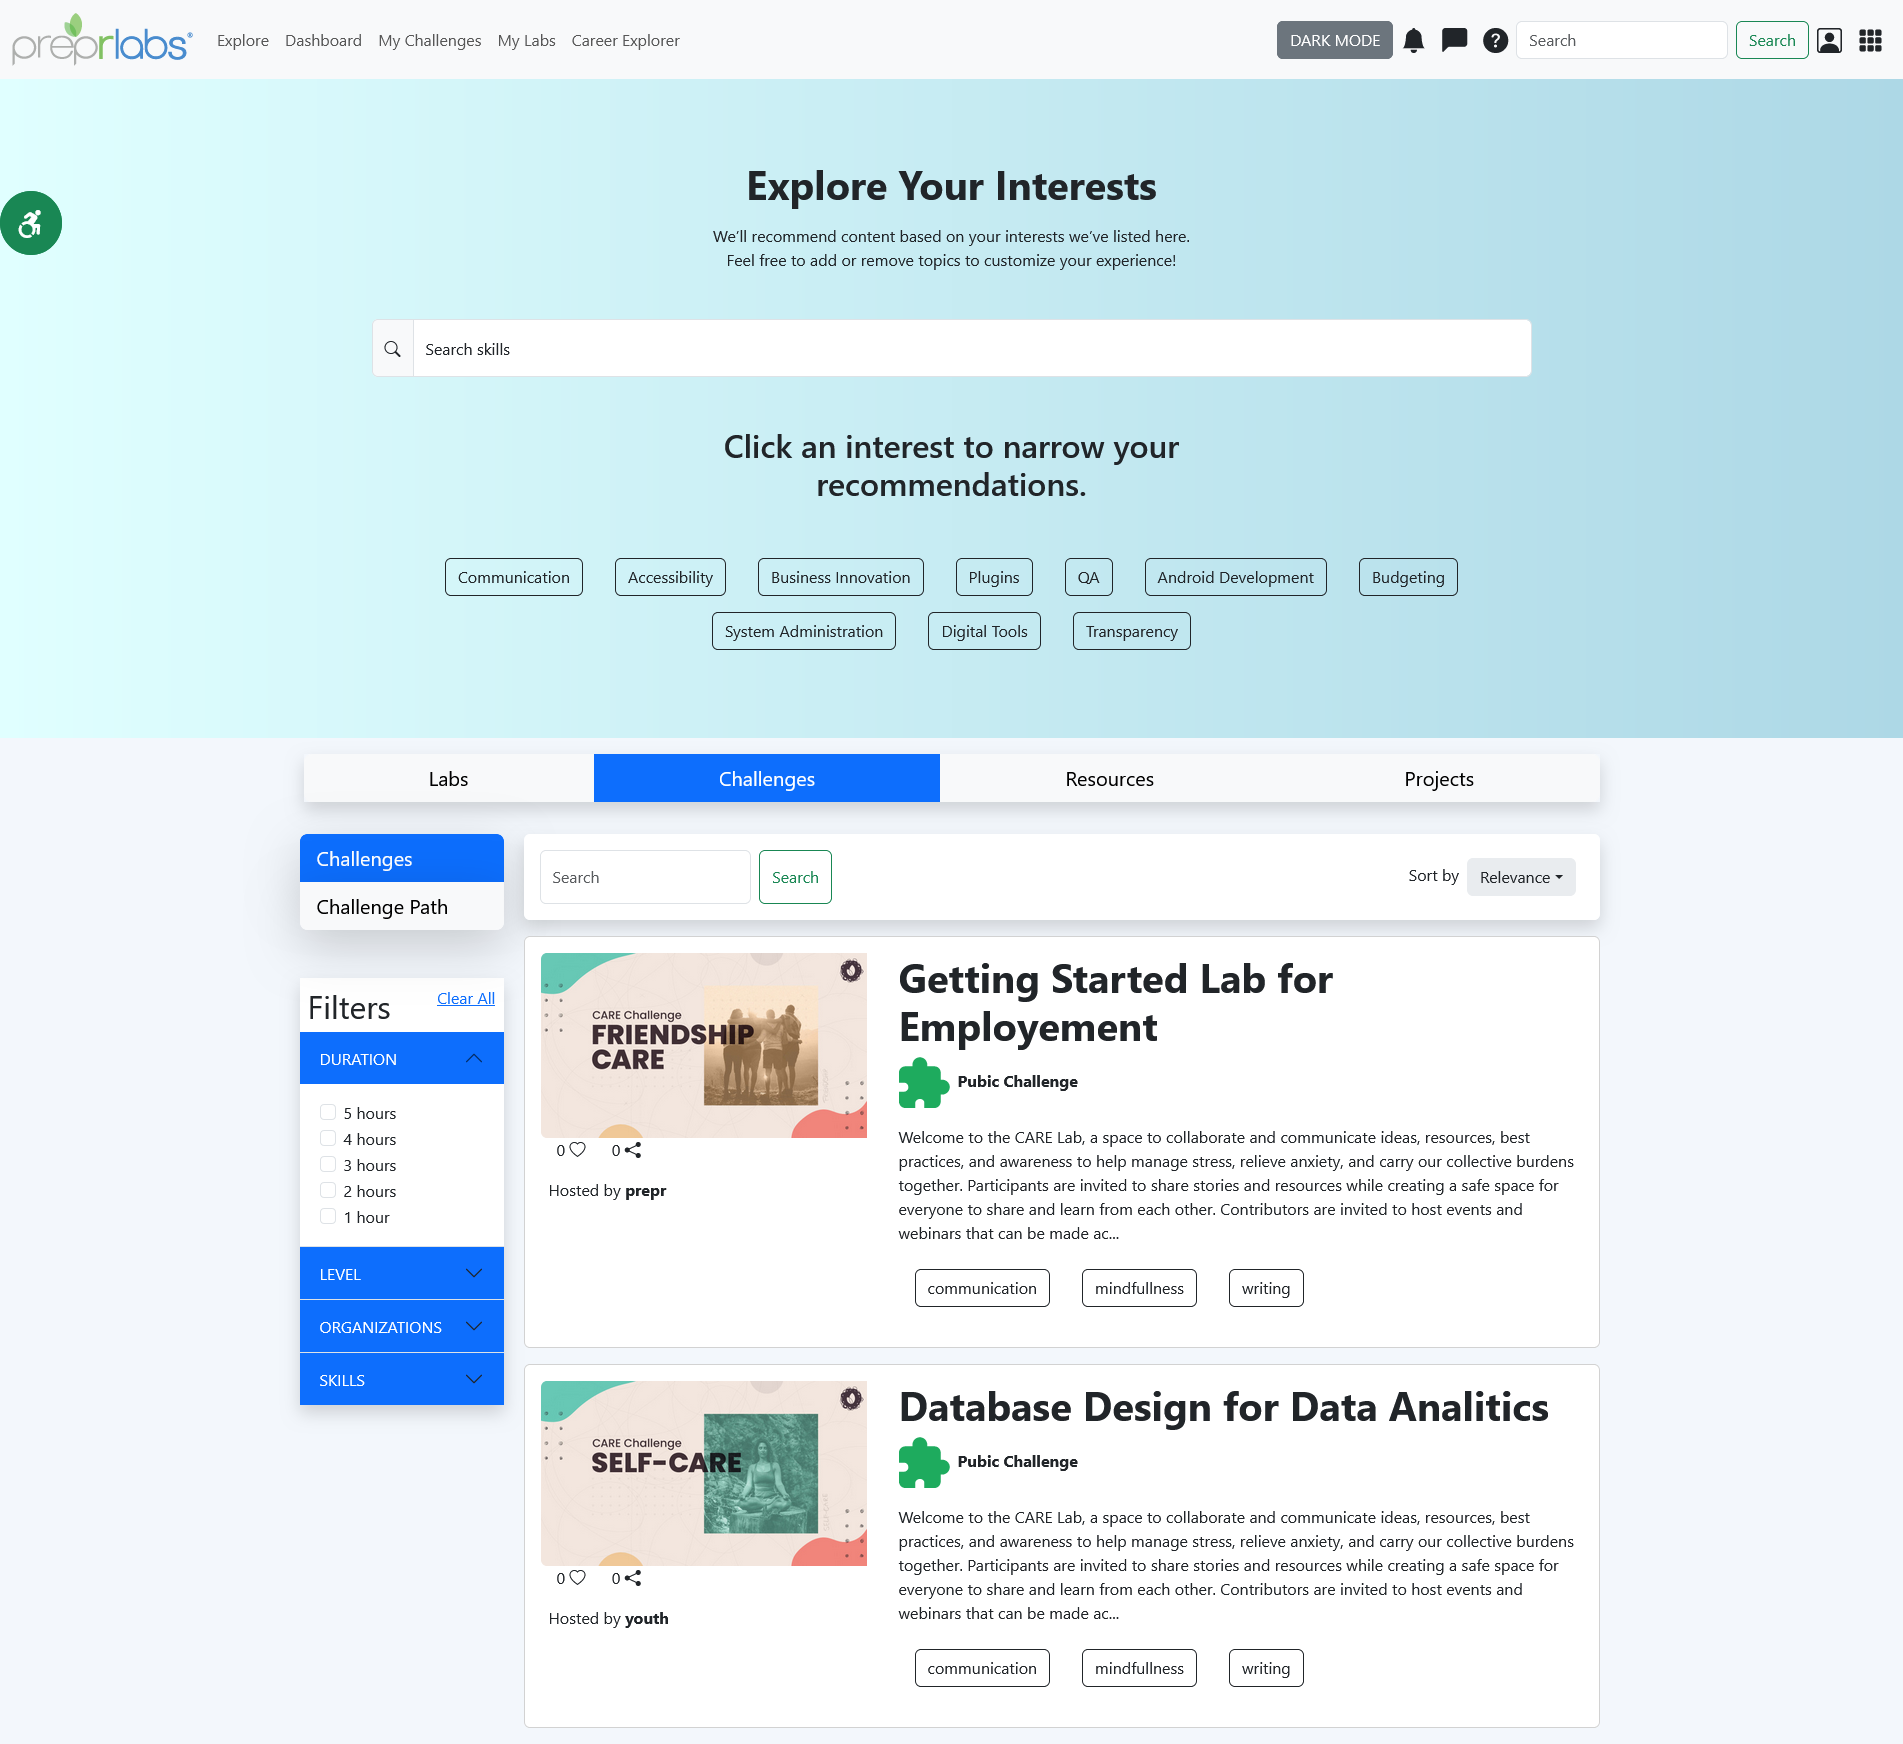 preprlabs®
Explore Dashboard My Challenges My Labs Career Explorer
DARK MODE
Search
Search
Explore Your Interests
We'll recommend content based on your interests we've listed here.
Feel free to add or remove topics to customize your experience!
Search skills
Click an interest to narrow your
recommendations.
Communication Accessibility Business Innovation Plugins QA Android Development Budgeting
System Administration Digital Tools Transparency
Labs Challenges Resources Projects
Challenges
Challenge Path
Filters Clear All
DURATION
5 hours
4 hours
3 hours
2 hours
1 hour
LEVEL
ORGANIZATIONS
SKILLS
Search Search Sort by Relevance
CARE Challenge
FRIENDSHIP
CARE
0 0
Hosted by prepr
Getting Started Lab for
Employement
Pubic Challenge
Welcome to the CARE Lab, a space to collaborate and communicate ideas, resources, best
practices, and awareness to help manage stress, relieve anxiety, and carry our collective burdens
together. Participants are invited to share stories and resources while creating a safe space for
everyone to share and learn from each other. Contributors are invited to host events and
webinars that can be made ac...
communication mindfullness writing
CARE Challenge
SELF-CARE
0 0
Hosted by youth
Database Design for Data Analitics
Pubic Challenge
Welcome to the CARE Lab, a space to collaborate and communicate ideas, resources, best
practices, and awareness to help manage stress, relieve anxiety, and carry our collective burdens
together. Participants are invited to share stories and resources while creating a safe space for
everyone to share and learn from each other. Contributors are invited to host events and
webinars that can be made ac...
communication mindfullness writing